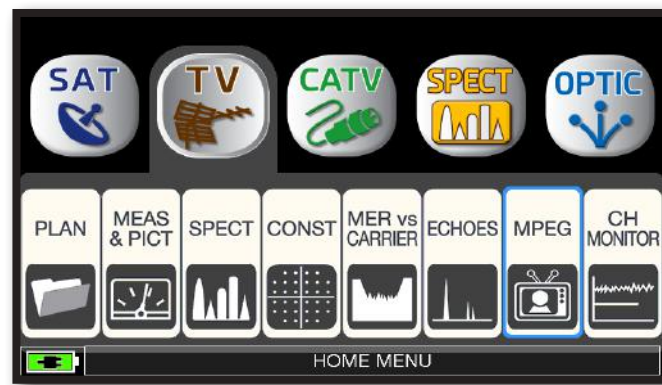 SAT
TV
CATV
SPECT
OPTIC
PLAN
MEAS
& PICT
SPECT
CONST
MER vs
CARRIER
ECHOES
MPEG
CH
MONITOR
HOME MENU